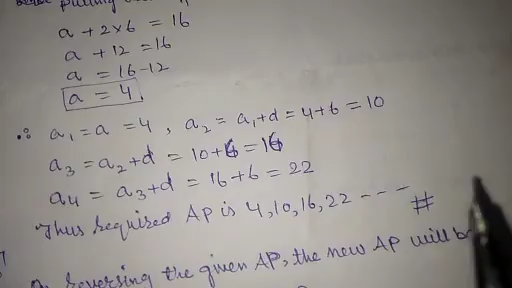 a + 2×6 = 16
a + 12 = 16
a = 16-12
a = 4
∴ a₁ = a = 4 , a₂ = a₁+d = 4+6 = 10
a₃ = a₂+d = 10+6 = 16
a₄ = a₃+d = 16+6 = 22
Thus required AP is 4,10,16,22 ---- #
reversing the given AP, the new AP will be